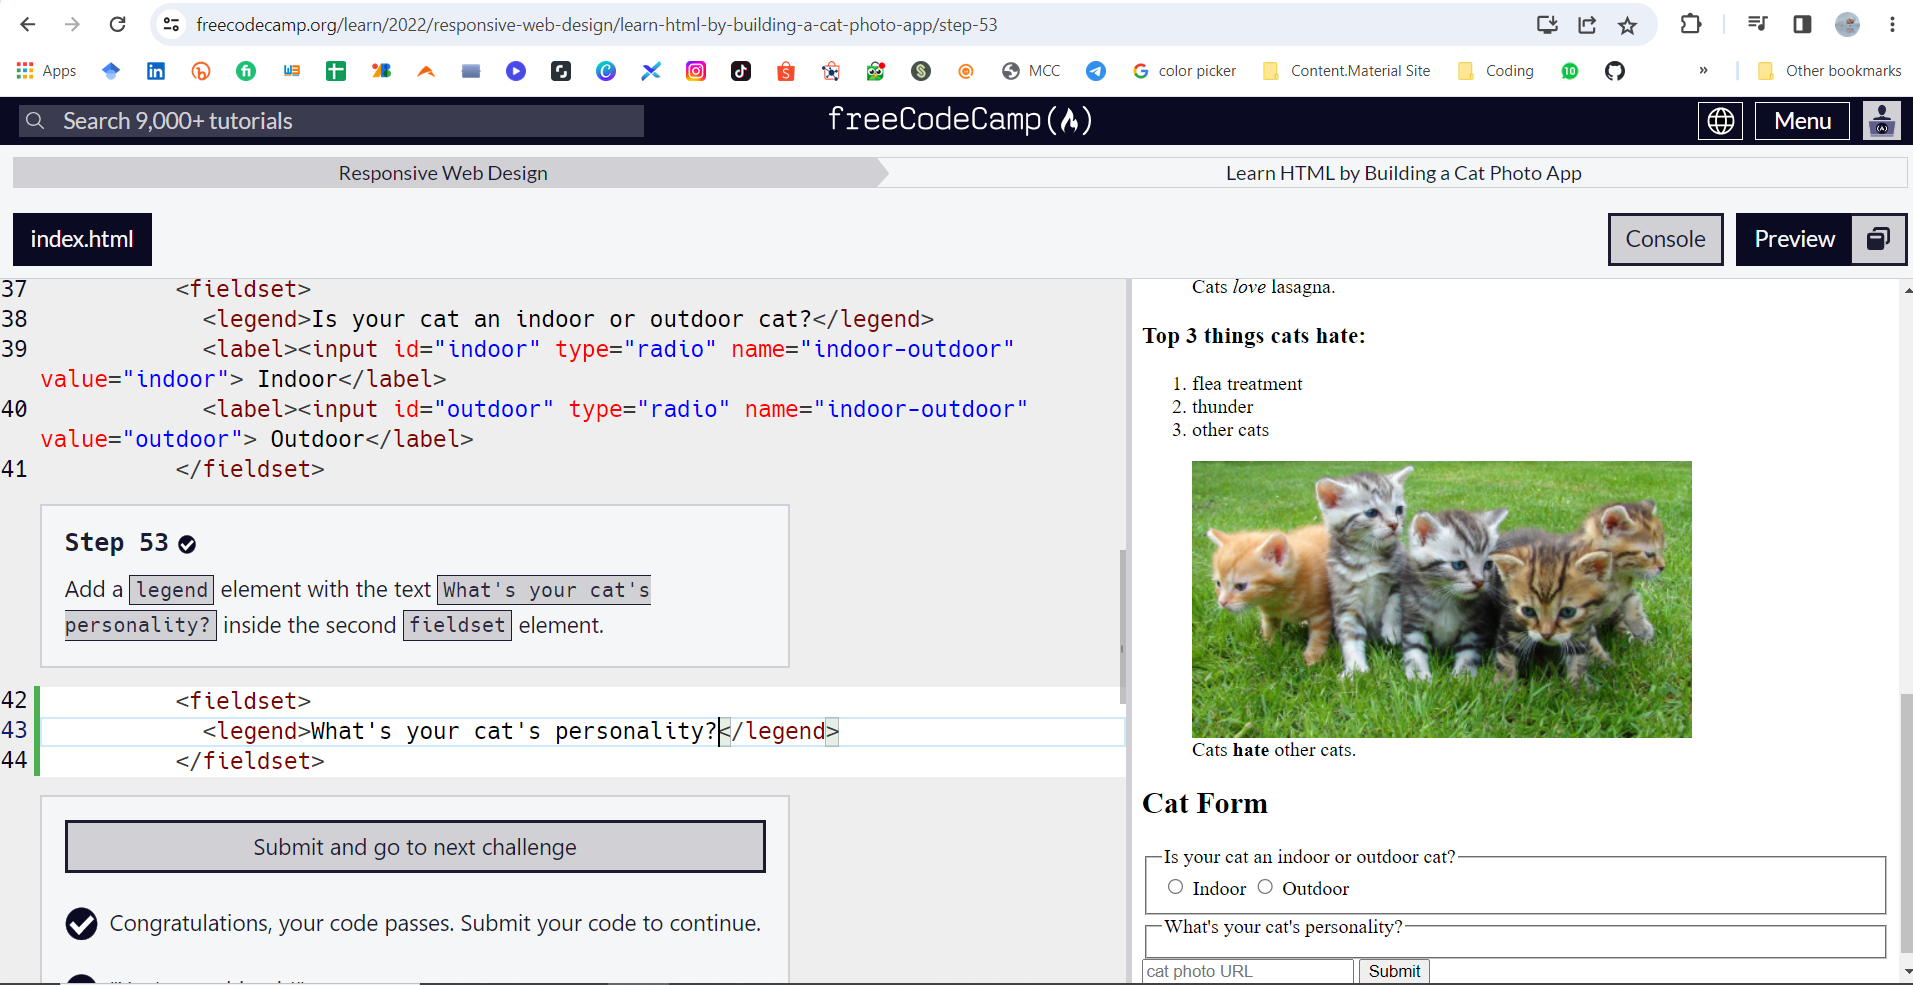 freecodecamp.org/learn/2022/responsive-web-design/learn-html-by-building-a-cat-photo-app/step-53
Apps
MCC
color picker
Content.Material Site
Coding
»
Other bookmarks
Search 9,000+ tutorials
freeCodeCamp
Menu
Responsive Web Design
Learn HTML by Building a Cat Photo App
index.html
Console
Preview
37 <fieldset>
38 <legend>Is your cat an indoor or outdoor cat?</legend>
39 <label><input id="indoor" type="radio" name="indoor-outdoor"
value="indoor"> Indoor</label>
40 <label><input id="outdoor" type="radio" name="indoor-outdoor"
value="outdoor"> Outdoor</label>
41 </fieldset>
Step 53
Add a legend element with the text What's your cat's
personality? inside the second fieldset element.
42 <fieldset>
43 <legend>What's your cat's personality?</legend>
44 </fieldset>
Submit and go to next challenge
Congratulations, your code passes. Submit your code to continue.
Cats love lasagna.
Top 3 things cats hate:
1. flea treatment
2. thunder
3. other cats
Cats hate other cats.
Cat Form
Is your cat an indoor or outdoor cat?
Indoor Outdoor
What's your cat's personality?
cat photo URL Submit